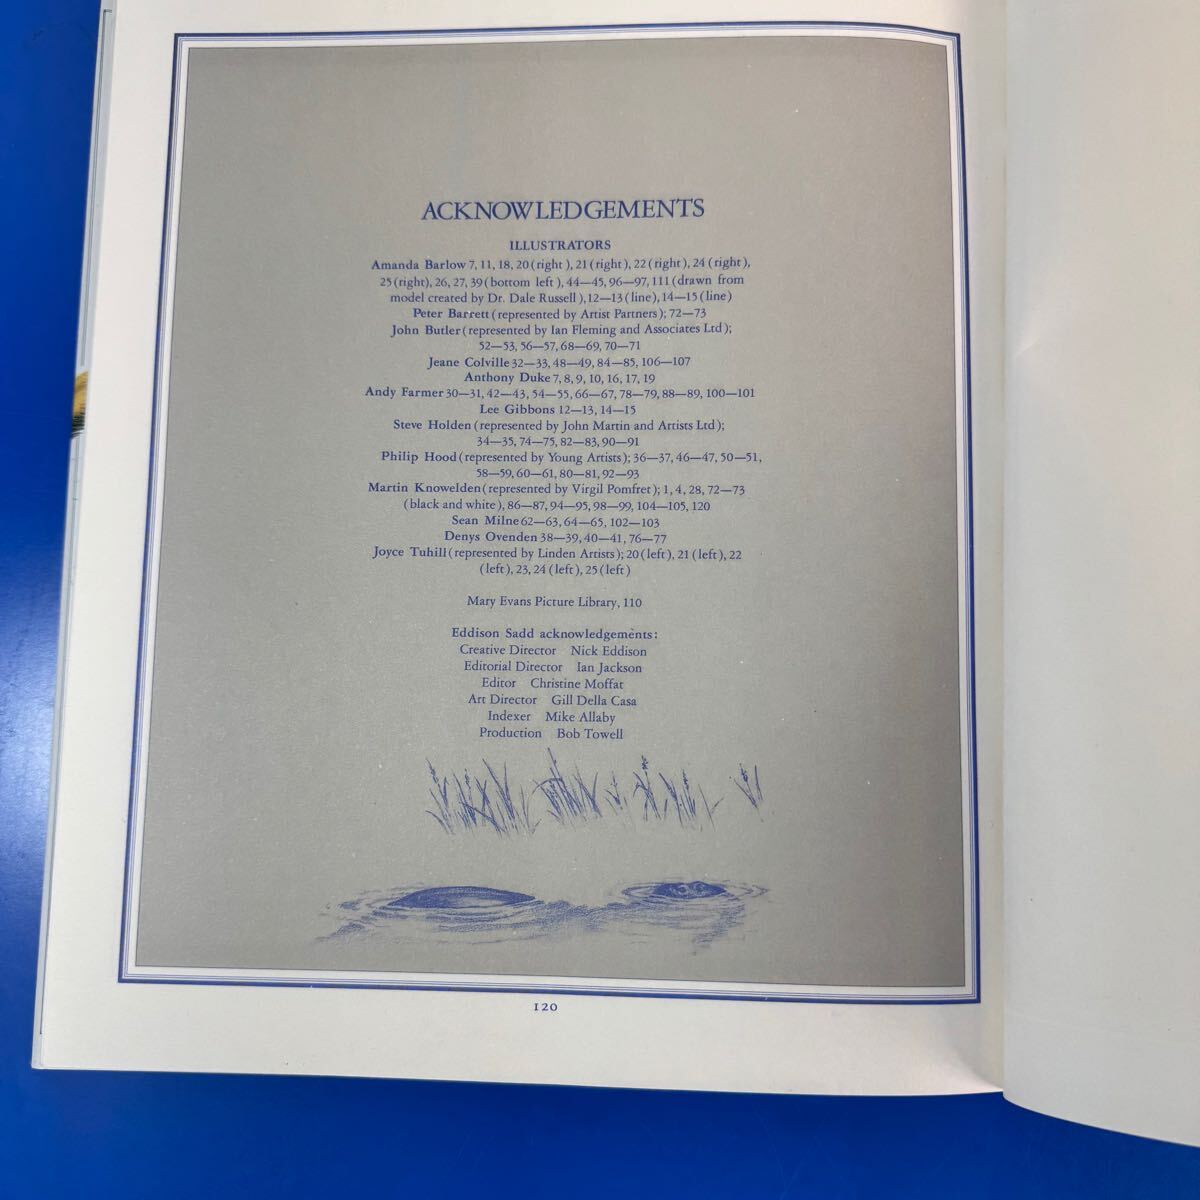 ACKNOWLEDGEMENTS
ILLUSTRATORS
Amanda Barlow 7, 11, 18, 20 (right), 21 (right), 22 (right), 24 (right),
25 (right), 26, 27, 39 (bottom left), 44—45, 96—97, 111 (drawn from
model created by Dr. Dale Russell), 12—13 (line), 14—15 (line)
Peter Barrett (represented by Artist Partners); 72—73
John Butler (represented by Ian Fleming and Associates Ltd);
52—53, 56—57, 68—69, 70—71
Jeane Colville 32—33, 48—49, 84—85, 106—107
Anthony Duke 7, 8, 9, 10, 16, 17, 19
Andy Farmer 30—31, 42—43, 54—55, 66—67, 78—79, 88—89, 100—101
Lee Gibbons 12—13, 14—15
Steve Holden (represented by John Martin and Artists Ltd);
34—35, 74—75, 82—83, 90—91
Philip Hood (represented by Young Artists); 36—37, 46—47, 50—51,
58—59, 60—61, 80—81, 92—93
Martin Knowelden (represented by Virgil Pomfret); 1, 4, 28, 72—73
(black and white), 86—87, 94—95, 98—99, 104—105, 120
Sean Milne 62—63, 64—65, 102—103
Denys Ovenden 38—39, 40—41, 76—77
Joyce Tuhill (represented by Linden Artists); 20 (left), 21 (left), 22
(left), 23, 24 (left), 25 (left)
Mary Evans Picture Library, 110
Eddison Sadd acknowledgements:
Creative Director Nick Eddison
Editorial Director Ian Jackson
Editor Christine Moffat
Art Director Gill Della Casa
Indexer Mike Allaby
Production Bob Towell
120